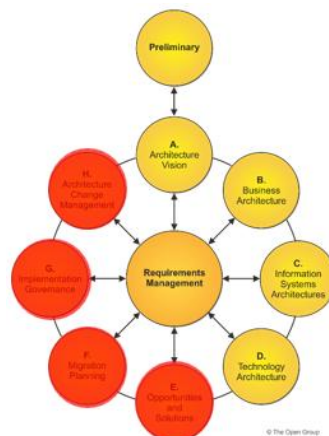 Preliminary
A.
Architecture
Vision
H.
Architecture
Change
Management
B.
Business
Architecture
G.
Implementation
Governance
Requirements
Management
C.
Information
Systems
Architectures
F.
Migration
Planning
D.
Technology
Architecture
E.
Opportunities
and
Solutions
© The Open Group